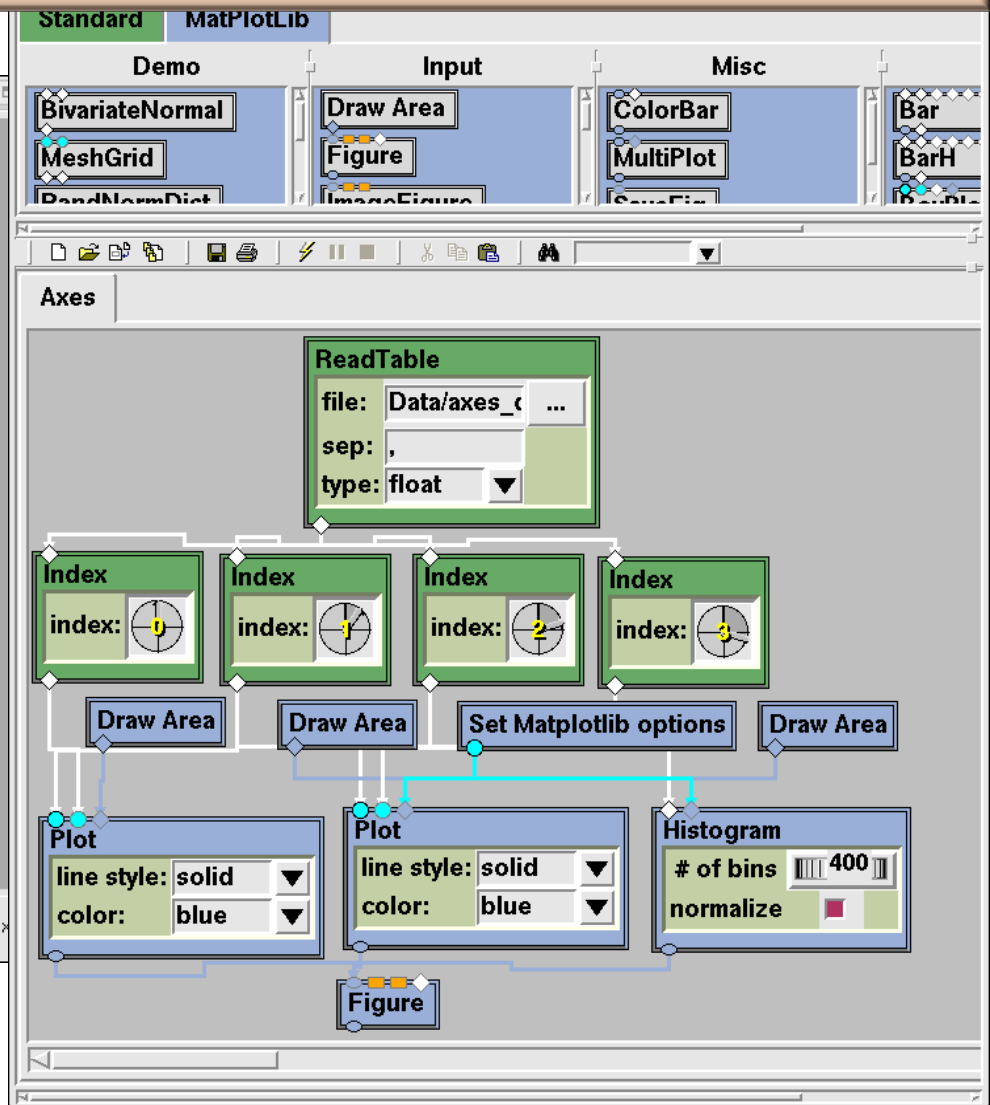 Standard MatPlotLib
Demo Input Misc
BivariateNormal Draw Area ColorBar Bar
MeshGrid Figure MultiPlot BarH
RandNormDist ImageFigure SaveFig
Axes
ReadTable
file: Data/axes_ ...
sep: ,
type: float
Index Index Index Index
index: 0 index: 1 index: 2 index: 3
Draw Area Draw Area Set Matplotlib options Draw Area
Plot Plot Histogram
line style: solid line style: solid # of bins 400
color: blue color: blue normalize
Figure